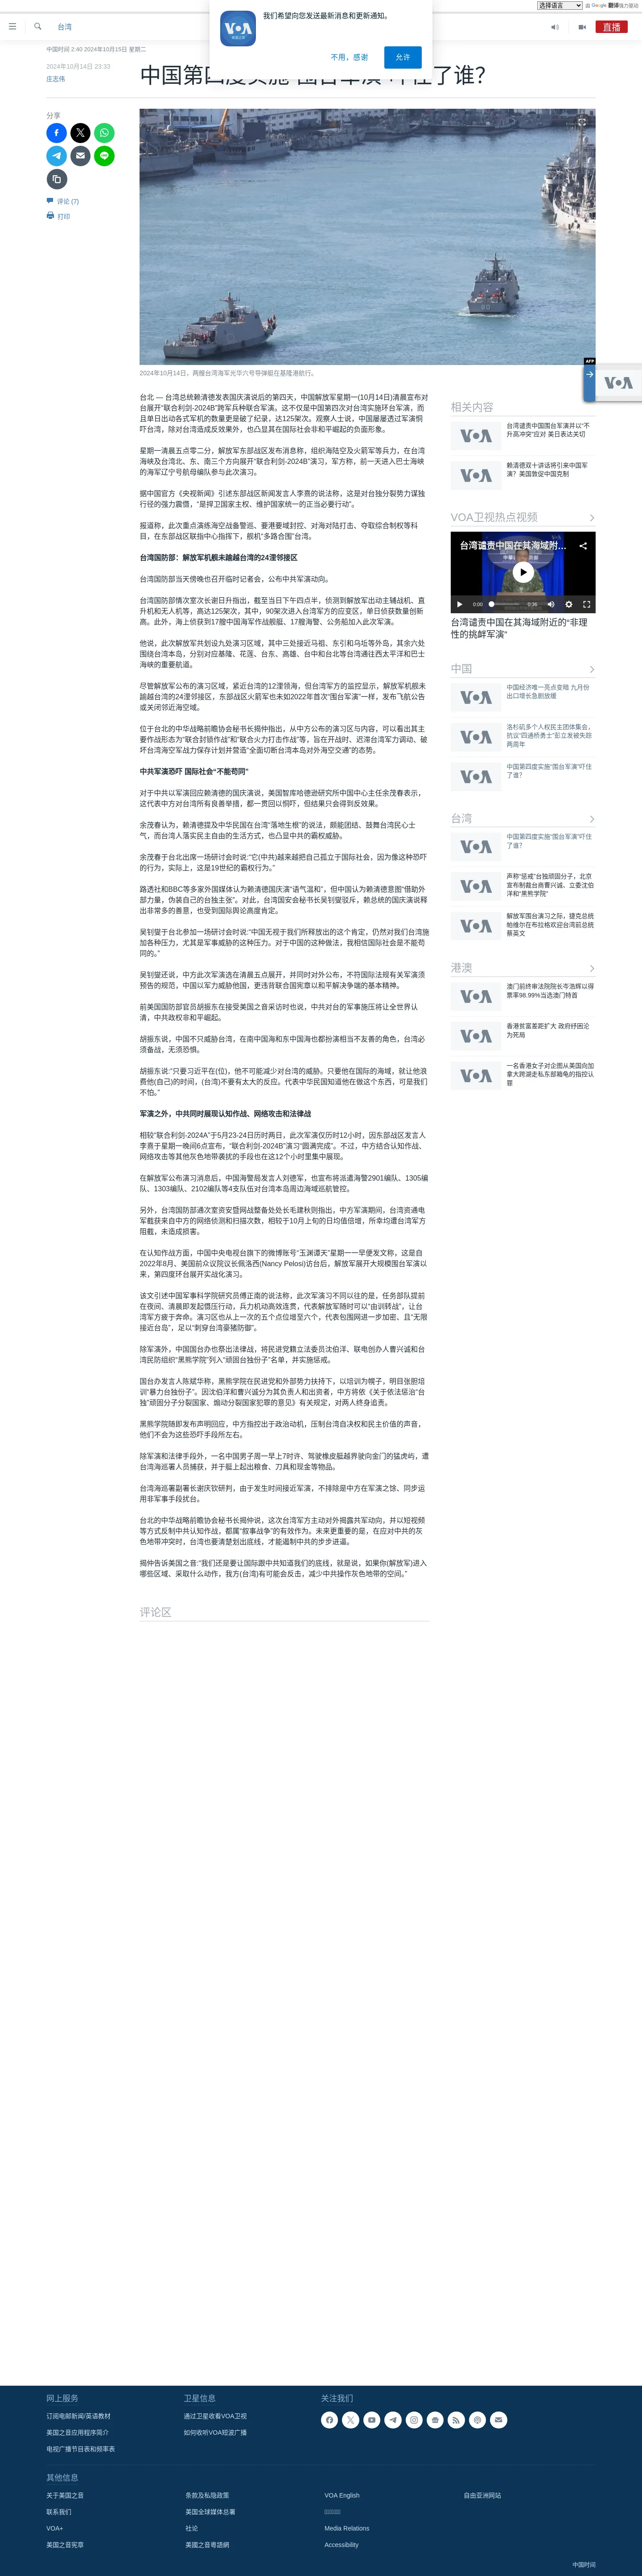 选择语言
由 Google 翻译强力驱动
VOA
我们希望向您发送最新消息和更新通知。
不用，感谢
允许
台湾
直播
中国时间 2:40 2024年10月15日 星期二
2024年10月14日 23:33
庄志伟
分享
评论 (7)
打印
AFP
2024年10月14日，两艘台湾海军光华六号导弹艇在基隆港航行。
台北 — 台湾总统赖清德发表国庆演说后的第四天，中国解放军星期一(10月14日)清晨宣布对
台展开“联合利剑-2024B”跨军兵种联合军演。这不仅是中国第四次对台湾实施环台军演，而
且单日出动各式军机的数量更是破了纪录，达125架次。观察人士说，中国屡屡透过军演恫
吓台湾，除对台湾造成反效果外，也凸显其在国际社会非和平崛起的负面形象。
星期一清晨五点零二分，解放军东部战区发布消息称，组织海陆空及火箭军等兵力，在台湾
海峡及台湾北、东、南三个方向展开“联合利剑-2024B”演习，军方称，前一天进入巴士海峡
的海军辽宁号航母编队参与此次演习。
据中国官方《央视新闻》引述东部战区新闻发言人李熹的说法称，这是对台独分裂势力谋独
行径的强力震慑，“是捍卫国家主权、维护国家统一的正当必要行动”。
报道称，此次重点演练海空战备警巡、要港要域封控、对海对陆打击、夺取综合制权等科
目，在东部战区联指中心指挥下，舰机“多路合围”台湾。
台湾国防部：解放军机舰未踰越台湾的24浬邻接区
台湾国防部当天傍晚也召开临时记者会，公布中共军演动向。
台湾国防部情次室次长谢日升指出，截至当日下午四点半，侦测到解放军出动主辅战机、直
升机和无人机等，高达125架次，其中，90架次进入台湾军方的应变区，单日侦获数量创新
高。此外，海上侦获到17艘中国海军作战舰艇、17艘海警、公务船加入此次军演。
他说，此次解放军共划设九处演习区域，其中三处接近马祖、东引和乌坵等外岛，其余六处
围绕台湾本岛，分别对应基隆、花莲、台东、高雄、台中和台北等台湾通往西太平洋和巴士
海峡的重要航道。
尽管解放军公布的演习区域，紧近台湾的12浬领海，但台湾军方的监控显示，解放军机舰未
踰越台湾的24浬邻接区，东部战区火箭军也未如2022年首次“围台军演”一样，发布飞航公告
或关闭邻近海空域。
位于台北的中华战略前瞻协会秘书长揭仲指出，从中方公布的演习区与内容，可以看出其主
要作战形态为“联合封锁作战”和“联合火力打击作战”等，旨在开战时、迟滞台湾军力调动、破
坏台湾海空军战力保存计划并营造“全面切断台湾本岛对外海空交通”的态势。
中共军演恐吓 国际社会“不能苟同”
对于中共以军演回应赖清德的国庆演说，美国智库哈德逊研究所中国中心主任余茂春表示，
这代表中方对台湾所有良善举措，都一贯回以恫吓，但结果只会得到反效果。
余茂春认为，赖清德提及中华民国在台湾“落地生根”的说法，颇能团结、鼓舞台湾民心士
气，而台湾人落实民主自由的生活方式，也凸显中共的霸权威胁。
余茂春于台北出席一场研讨会时说:“它(中共)越来越把自己孤立于国际社会，因为像这种恐吓
的行为，实际上，这是19世纪的霸权行为。”
路透社和BBC等多家外国媒体认为赖清德国庆演“语气温和”，但中国认为赖清德意图“借助外
部力量，伪装自己的台独主张”。对此，台湾国安会秘书长吴钊燮驳斥，赖总统的国庆演说释
出非常多的善意，也受到国际舆论高度肯定。
吴钊燮于台北参加一场研讨会时说:“中国无视于我们所释放出的这个肯定，仍然对我们台湾施
加各种压力，尤其是军事威胁的这种压力。对于中国的这种做法，我相信国际社会是不能苟
同的。”
吴钊燮还说，中方此次军演选在清晨五点展开，并同时对外公布，不符国际法规有关军演须
预告的规范，中国以军力威胁他国，更违背联合国宪章以和平解决争端的基本精神。
前美国国防部官员胡振东在接受美国之音采访时也说，中共对台的军事施压将让全世界认
清，中共政权非和平崛起。
胡振东说，中国不只威胁台湾，在南中国海和东中国海也都扮演相当不友善的角色，台湾必
须备战，无须恐惧。
胡振东说:“只要习近平在(位)，他不可能减少对台湾的威胁。只要他在国际的海域，就让他浪
费他(自己)的时间，(台湾)不要有太大的反应。代表中华民国知道他在做这个东西，可是我们
不怕。”
军演之外，中共同时展现认知作战、网络攻击和法律战
相较“联合利剑-2024A”于5月23-24日历时两日，此次军演仅历时12小时，因东部战区发言人
李熹于星期一晚间6点宣布，“联合利剑-2024B”演习“圆满完成”。不过，中方结合认知作战、
网络攻击等其他灰色地带袭扰的手段也在这12个小时里集中展现。
在解放军公布演习消息后，中国海警局发言人刘德军，也宣布将派遣海警2901编队、1305编
队、1303编队、2102编队等4支队伍对台湾本岛周边海域巡航管控。
另外，台湾国防部通次室资安暨网战整备处处长毛建秋则指出，中方军演期间，台湾资通电
军截获来自中方的网络侦测和扫描次数，相较于10月上旬的日均值倍增，所幸均遭台湾军方
阻截，未造成损害。
在认知作战方面，中国中央电视台旗下的微博账号“玉渊谭天”星期一一早便发文称，这是自
2022年8月、美国前众议院议长佩洛西(Nancy Pelosi)访台后，解放军展开大规模围台军演以
来，第四度环台展开实战化演习。
该文引述中国军事科学院研究员傅正南的说法称，此次军演习不同以往的是，任务部队提前
在夜间、清晨即发起慑压行动，兵力机动高效连贯，代表解放军随时可以“由训转战”，让台
湾军方疲于奔命。演习区也从上一次的五个点位增至六个，代表包围网进一步加密、且“无限
接近台岛”，足以“刺穿台湾豪猪防御”。
除军演外，中国国台办也祭出法律战，将民进党籍立法委员沈伯洋、联电创办人曹兴诚和台
湾民防组织“黑熊学院”列入“顽固台独份子”名单，并实施惩戒。
国台办发言人陈斌华称，黑熊学院在民进党和外部势力扶持下，以培训为幌子，明目张胆培
训“暴力台独份子”。因沈伯洋和曹兴诚分为其负责人和出资者，中方将依《关于依法惩治“台
独”顽固分子分裂国家、煽动分裂国家犯罪的意见》有关规定，对两人终身追责。
黑熊学院随即发布声明回应，中方指控出于政治动机，压制台湾自决权和民主价值的声音，
他们不会为这些恐吓手段所左右。
除军演和法律手段外，一名中国男子周一早上7时许、驾驶橡皮艇越界驶向金门的猛虎屿，遭
台湾海巡署人员捕获，并于艇上起出粮食、刀具和现金等物品。
台湾海巡署副署长谢庆钦研判，由于发生时间接近军演，不排除是中方在军演之馀、同步运
用非军事手段扰台。
台北的中华战略前瞻协会秘书长揭仲说，这次台湾军方主动对外揭露共军动向，并以短视频
等方式反制中共认知作战，都属“叙事战争”的有效作为。未来更重要的是，在应对中共的灰
色地带冲突时，台湾也要清楚划出底线，才能遏制中共的步步进逼。
揭仲告诉美国之音:“我们还是要让国际跟中共知道我们的底线，就是说，如果你(解放军)进入
哪些区域、采取什么动作，我方(台湾)有可能会反击，减少中共操作灰色地带的空间。”
评论区
相关内容
台湾谴责中国围台军演并以“不
升高冲突”应对 美日表达关切
赖清德双十讲话将引来中国军
演？美国敦促中国克制
VOA卫视热点视频
台湾谴责中国在其海域附...
0:00
0:36
台湾谴责中国在其海域附近的“非理
性的挑衅军演”
中国
中国经济唯一亮点变暗 九月份
出口增长急剧放缓
洛杉矶多个人权民主团体集会，
抗议“四通桥勇士”彭立发被失踪
两周年
中国第四度实施“围台军演”吓住
了谁？
台湾
中国第四度实施“围台军演”吓住
了谁？
声称“惩戒”台独顽固分子，北京
宣布制裁台商曹兴诚、立委沈伯
洋和“黑熊学院”
解放军围台演习之际，捷克总统
帕维尔在布拉格欢迎台湾前总统
蔡英文
港澳
澳门前终审法院院长岑浩辉以得
票率98.99%当选澳门特首
香港贫富差距扩大 政府纾困沦
为死局
一名香港女子对企图从美国向加
拿大跨湖走私东部箱龟的指控认
罪
网上服务
订阅电邮新闻/英语教材
美国之音应用程序简介
电视广播节目表和频率表
卫星信息
通过卫星收看VOA卫视
如何收听VOA短波广播
关注我们
其他信息
关于美国之音
联系我们
VOA+
美国之音宪章
条款及私隐政策
美国全球媒体总署
社论
美國之音粵語網
VOA English
Media Relations
Accessibility
自由亚洲网站
中国时间